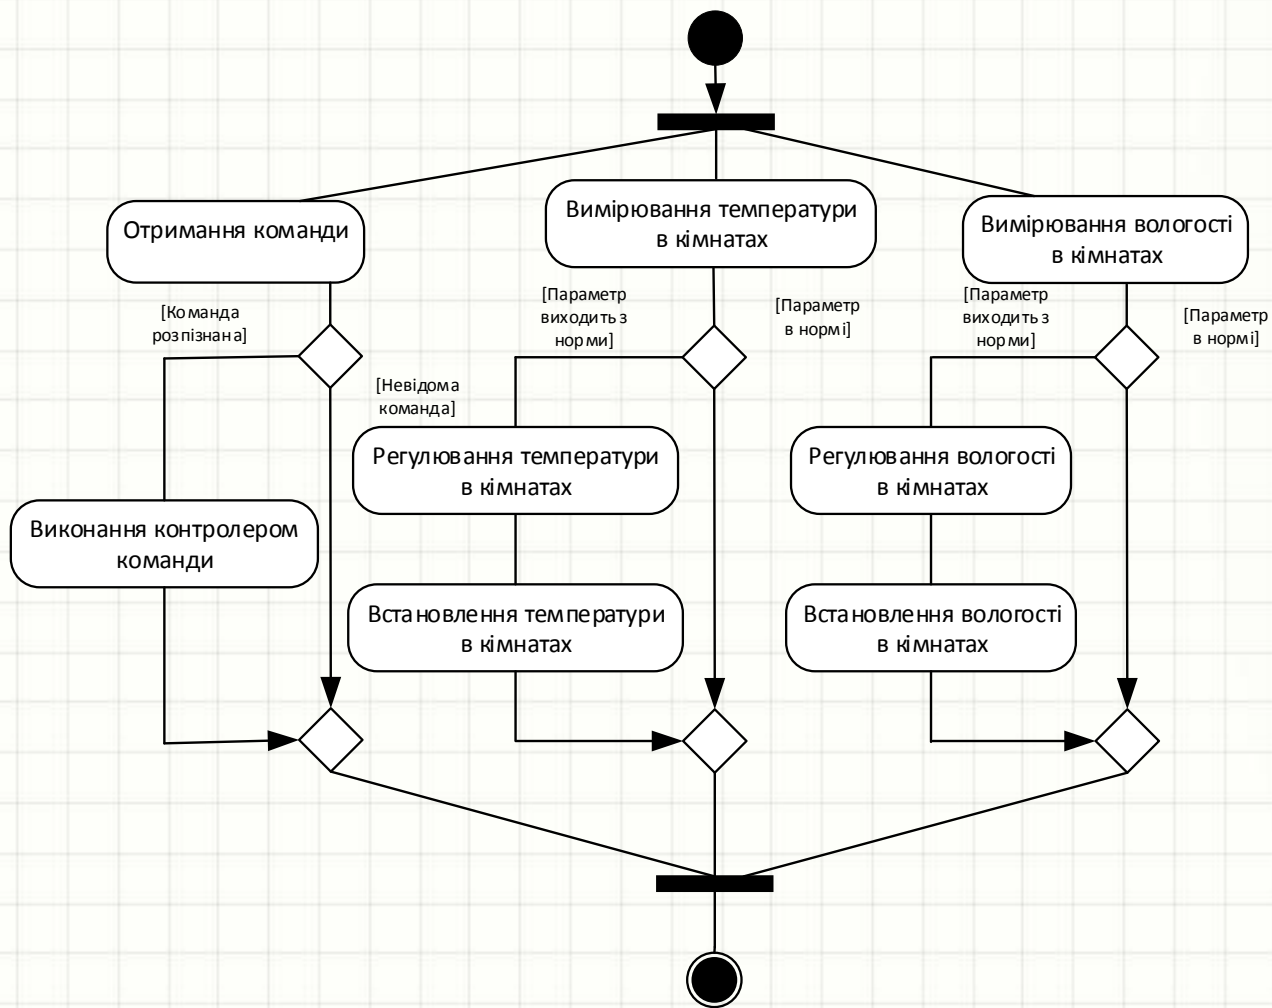 Отримання команди
Вимірювання температури
в кімнатах
Вимірювання вологості
в кімнатах
[Команда
розпізнана]
[Параметр
виходить з
норми]
[Параметр
в нормі]
[Параметр
виходить з
норми]
[Параметр
в нормі]
[Невідома
команда]
Регулювання температури
в кімнатах
Регулювання вологості
в кімнатах
Виконання контролером
команди
Встановлення температури
в кімнатах
Встановлення вологості
в кімнатах